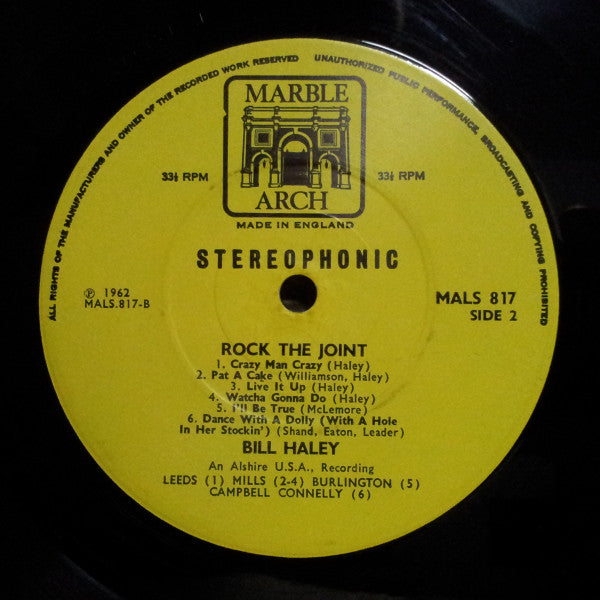 ALL RIGHTS OF THE MANUFACTURERS AND OWNER OF THE RECORDED WORK RESERVED
UNAUTHORIZED PUBLIC PERFORMANCE, BROADCASTING AND COPYING PROHIBITED
MARBLE
ARCH
33⅓ RPM
33⅓ RPM
MADE IN ENGLAND
STEREOPHONIC
℗ 1962
MALS.817-B
MALS 817
SIDE 2
ROCK THE JOINT
1. Crazy Man Crazy (Haley)
2. Pat A Cake (Williamson, Haley)
3. Live It Up (Haley)
4. Watcha Gonna Do (Haley)
5. I'll Be True (McLemore)
6. Dance With A Dolly (With A Hole
In Her Stockin') (Shand, Eaton, Leader)
BILL HALEY
An Alshire U.S.A., Recording
LEEDS (1) MILLS (2-4) BURLINGTON (5)
CAMPBELL CONNELLY (6)